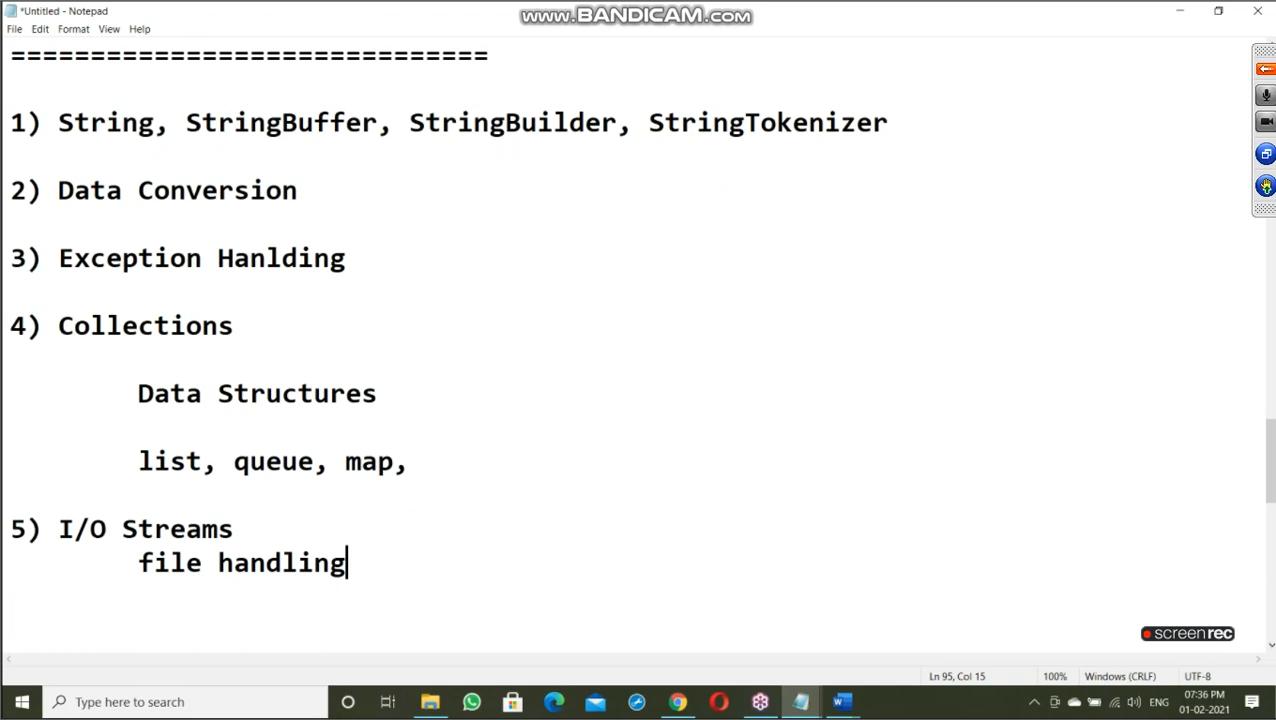 *Untitled - Notepad
www.BANDICAM.com
File Edit Format View Help
==============================
1) String, StringBuffer, StringBuilder, StringTokenizer
2) Data Conversion
3) Exception Hanlding
4) Collections
Data Structures
list, queue, map,
5) I/O Streams
file handling
screenrec
Ln 95, Col 15 100% Windows (CRLF) UTF-8
Type here to search
ENG
07:36 PM
01-02-2021